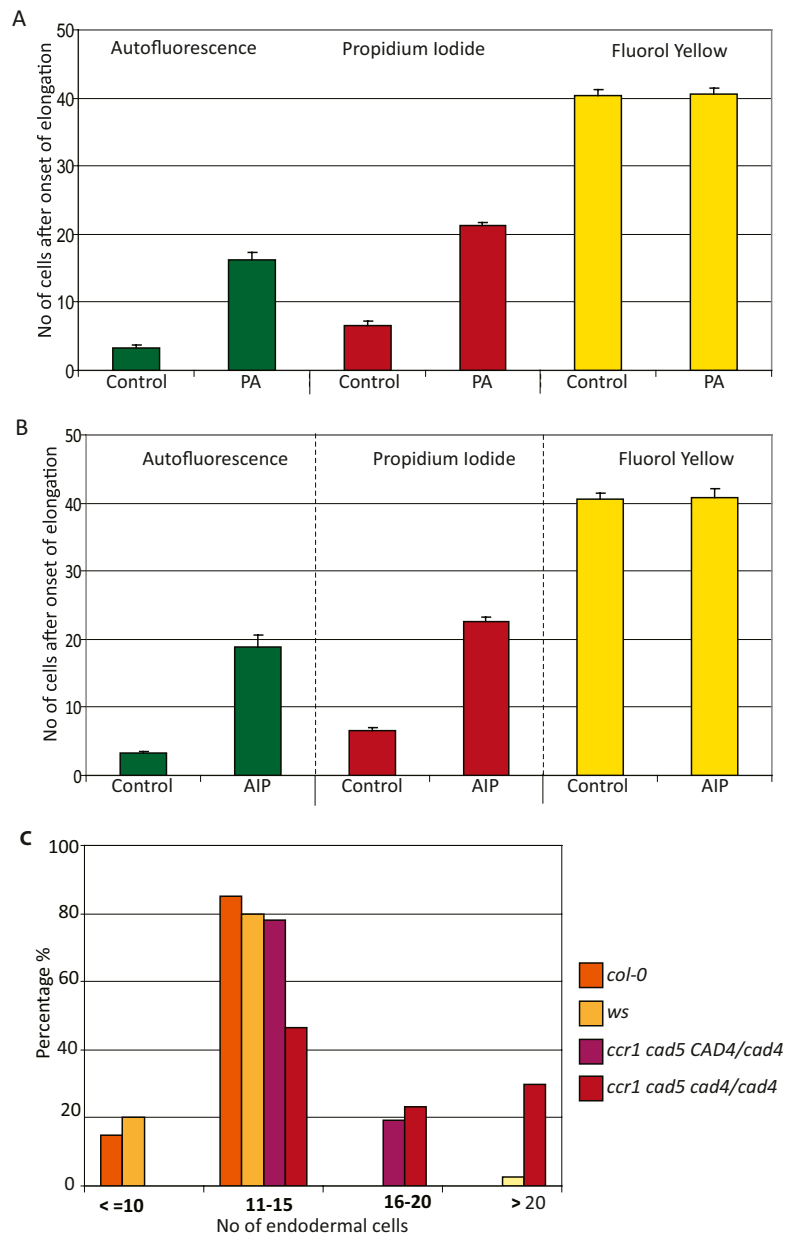 A
No of cells after onset of elongation
50
40
30
20
10
0
Autofluorescence Propidium Iodide Fluorol Yellow
Control PA Control PA Control PA
B
No of cells after onset of elongation
50
40
30
20
10
0
Autofluorescence Propidium Iodide Fluorol Yellow
Control AIP Control AIP Control AIP
C
Percentage %
100
80
60
40
20
0
< =10 11-15 16-20 > 20
No of endodermal cells
col-0
ws
ccr1 cad5 CAD4/cad4
ccr1 cad5 cad4/cad4